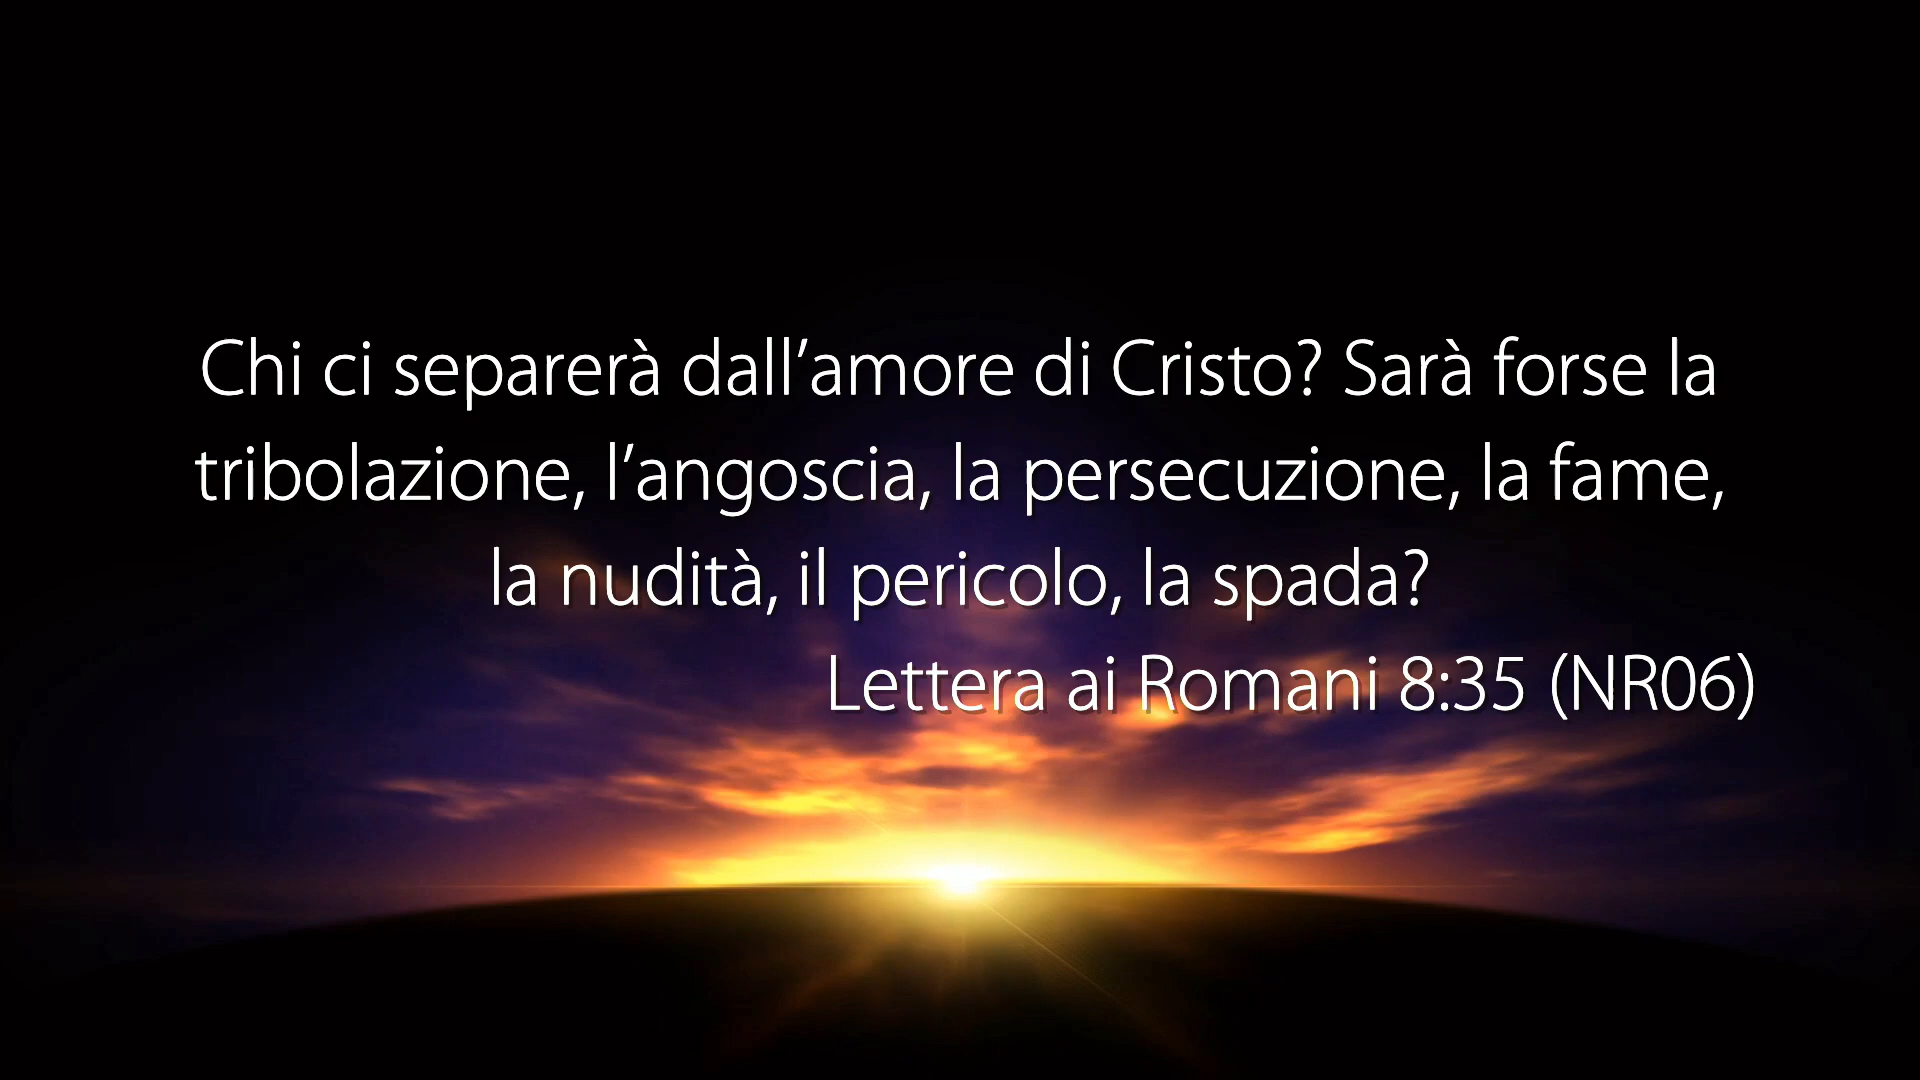 Chi ci separerà dall’amore di Cristo? Sarà forse la
tribolazione, l’angoscia, la persecuzione, la fame,
la nudità, il pericolo, la spada?
Lettera ai Romani 8:35 (NR06)